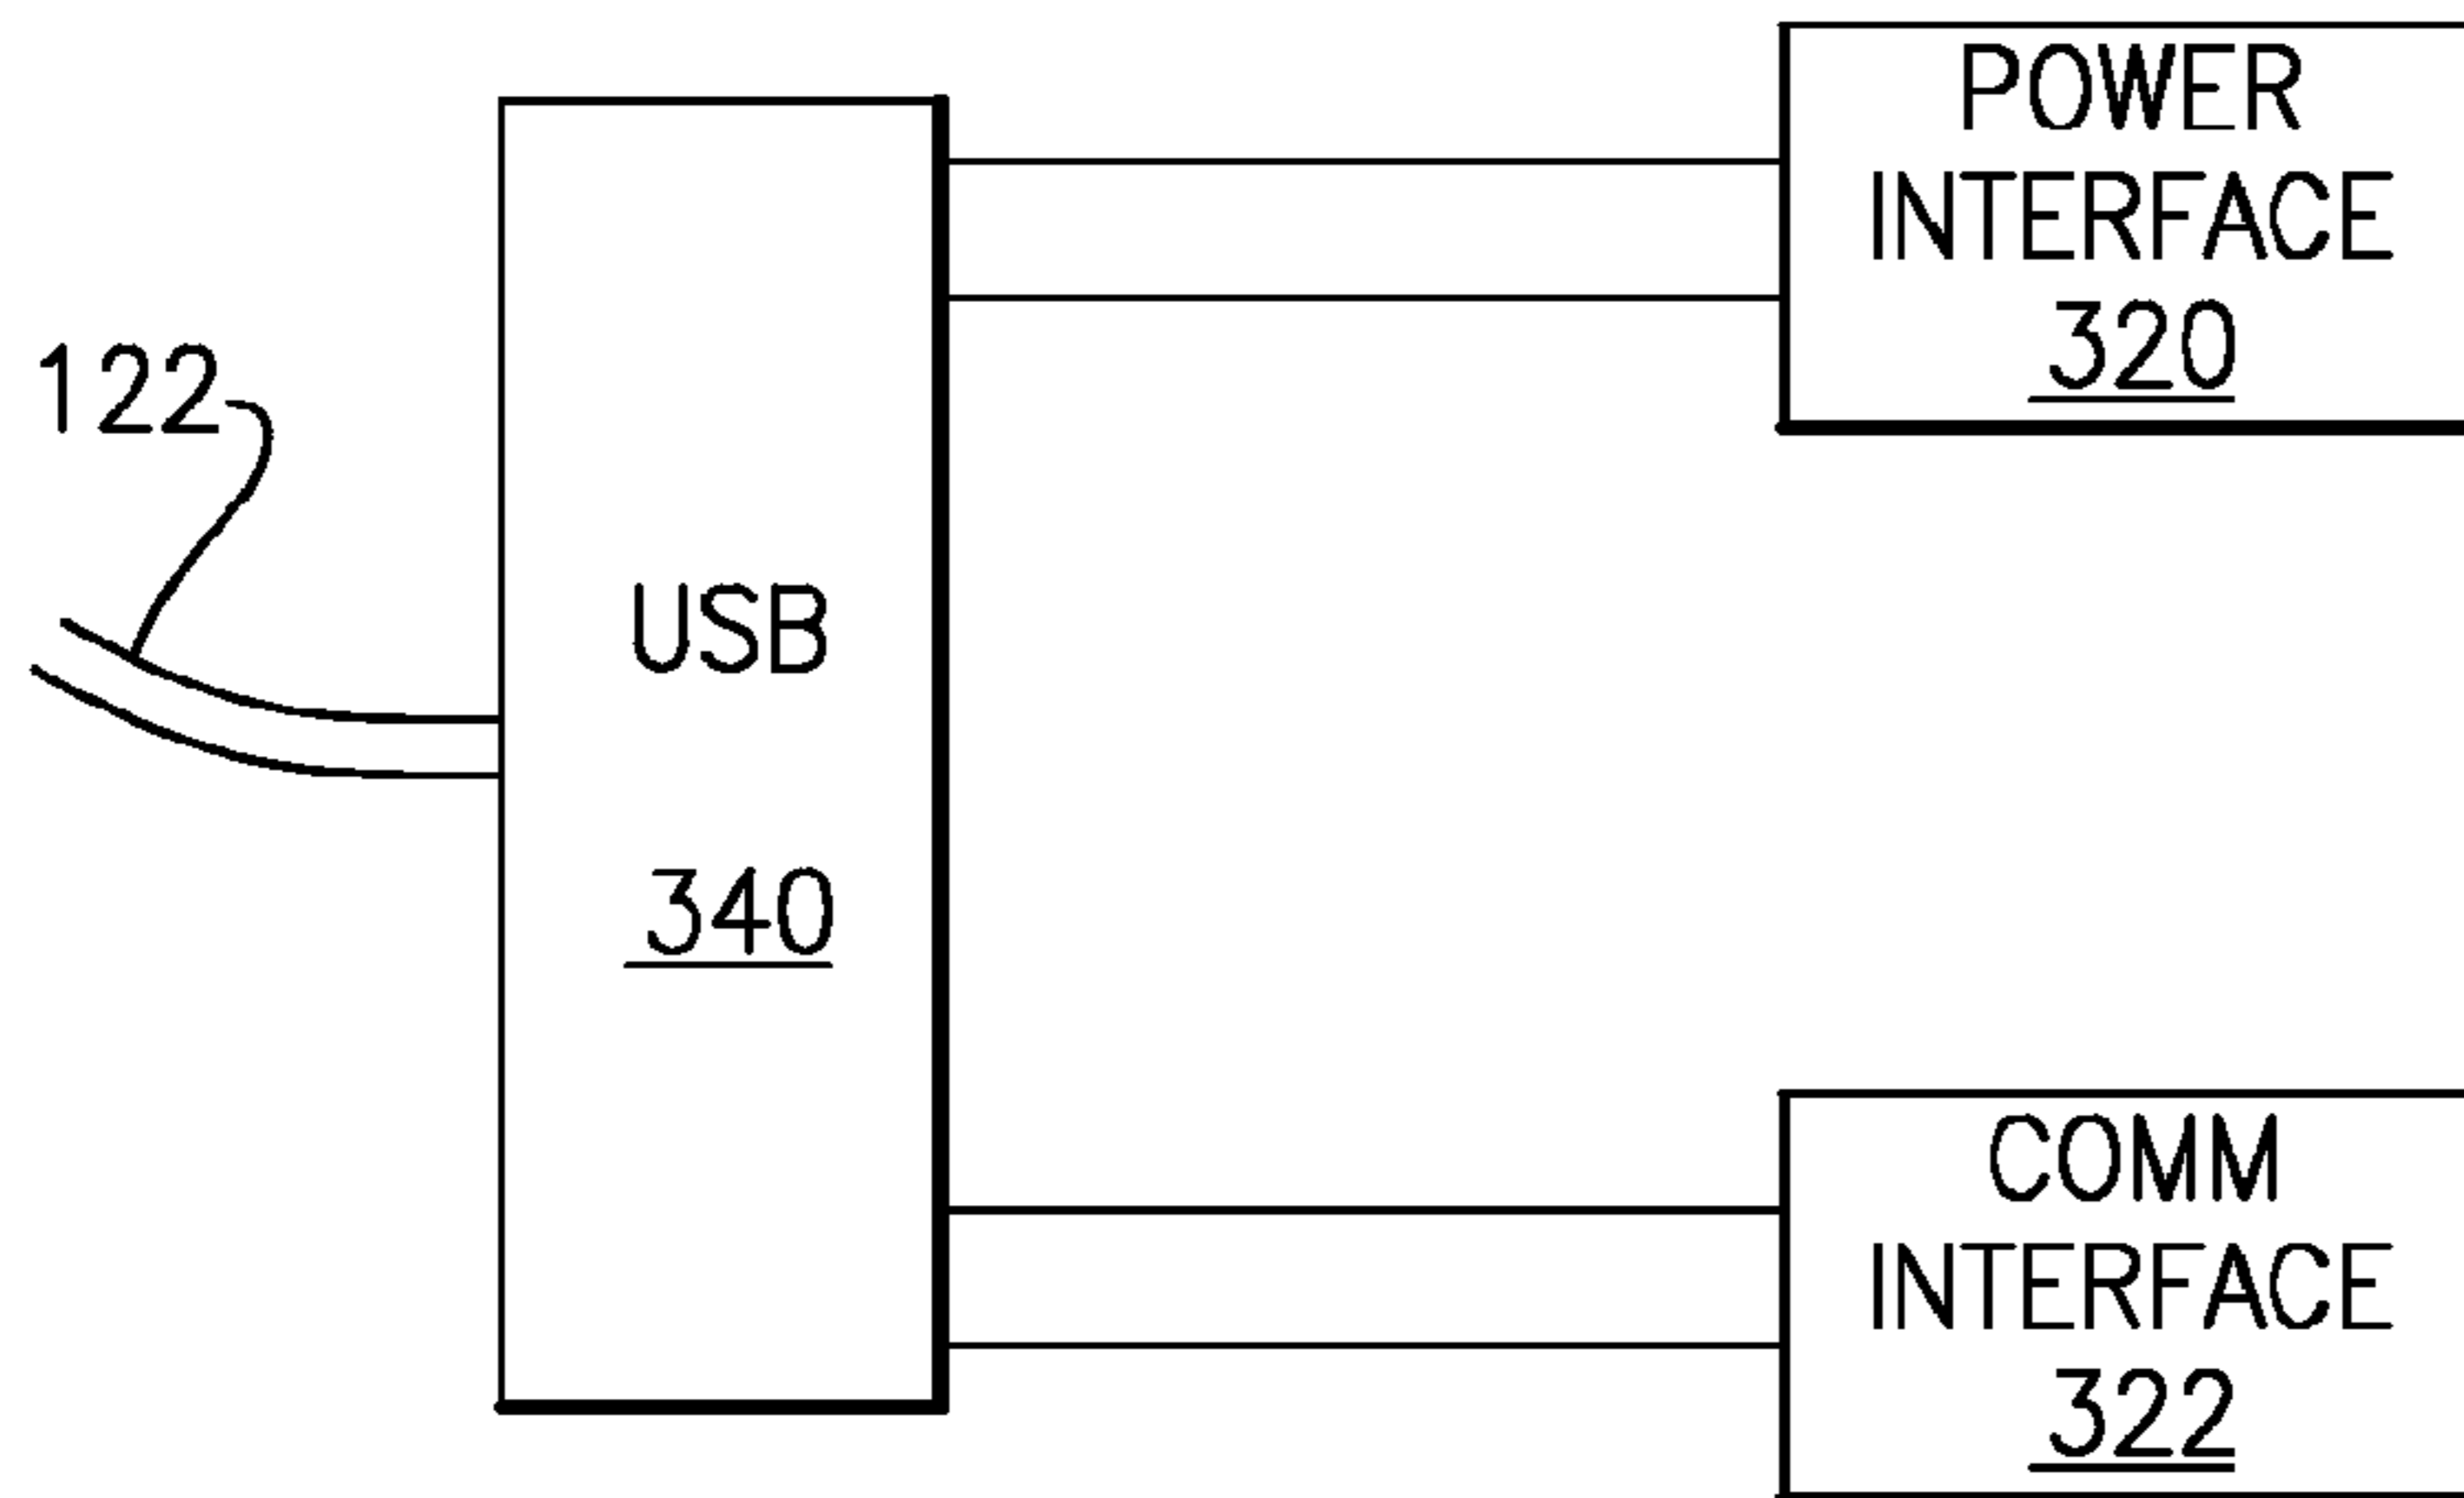 POWER
INTERFACE
320
122
USB
340
COMM
INTERFACE
322